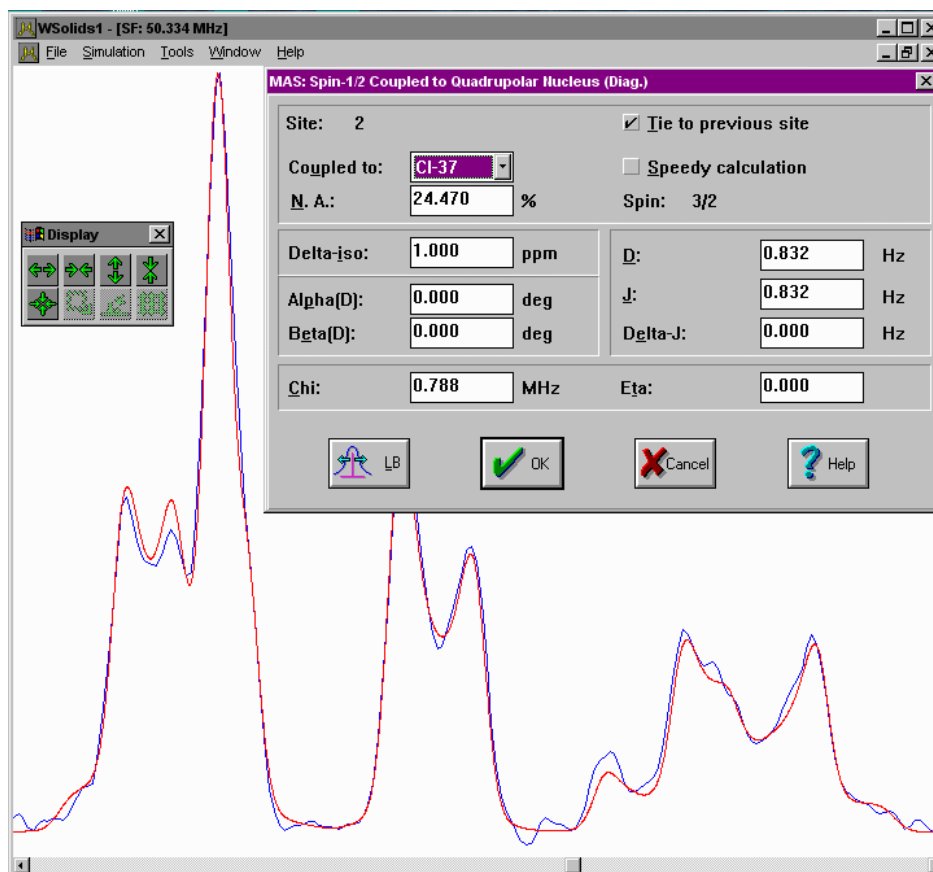 WSolids1 - [SF: 50.334 MHz]
File Simulation Tools Window Help
MAS: Spin-1/2 Coupled to Quadrupolar Nucleus (Diag.)
Site: 2
Tie to previous site
Coupled to: Cl-37
Speedy calculation
N. A.: 24.470 %
Spin: 3/2
Display
Delta-iso: 1.000 ppm
D: 0.832 Hz
Alpha(D): 0.000 deg
J: 0.832 Hz
Beta(D): 0.000 deg
Delta-J: 0.000 Hz
Chi: 0.788 MHz
Eta: 0.000
LB
OK
Cancel
Help